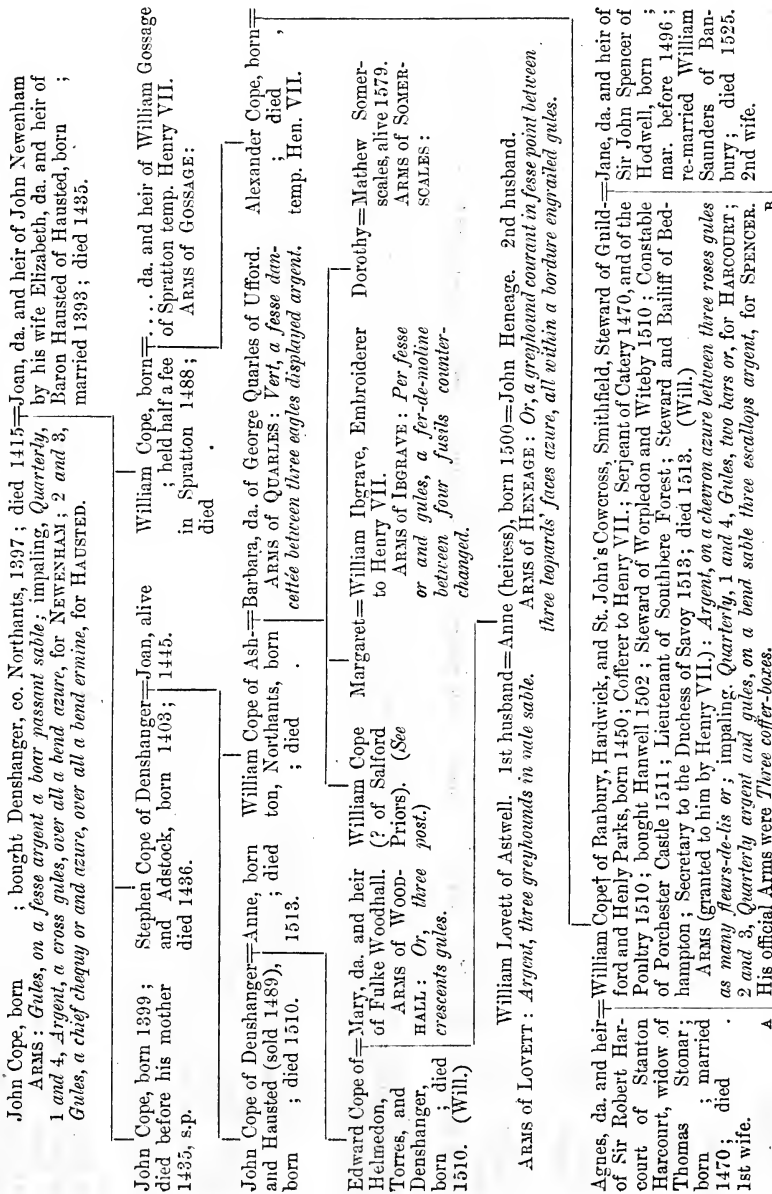 John Cope, born ; bought Denshanger, co. Northants, 1397 ; died 1415=Joan, da. and heir of John Newenham
ARMS : Gules, on a fesse argent a boar passant sable; impaling, Quarterly,
1 and 4, Argent, a cross gules, over all a bend azure, for NEWENHAM ; 2 and 3,
Gules, a chief chequy or and azure, over all a bend ermine, for HAUSTED.
by his wife Elizabeth, da. and heir of
Baron Hausted of Hausted, born ;
married 1393 ; died 1435.
John Cope, born 1399 ;
died before his mother
1435, s.p.
Stephen Cope of Denshanger=Joan, alive
and Adstock, born 1403 ; 1445.
died 1436.
William Cope, born=.... da. and heir of William Gossage
; held half a fee of Spratton temp. Henry VII.
in Spratton 1488 ; ARMS OF GOSSAGE :
died .
John Cope of Deushanger=Anne, born
and Hausted (sold 1489), ; died
born ; died 1510. 1513.
William Cope of Ash-=Barbara, da. of George Quarles of Ufford.
ton, Northants, born ARMS of QUARLES : Vert, a fesse dan-
; died . cettée between three eagles displayed argent.
Alexander Cope, born=
; died ,
temp. Hen. VII.
Edward Cope of=Mary, da. and heir
Helmedon, of Fulke Woodhall.
Torres, and ARMS of WOOD-
Denshanger, HALL : Or, three
born ; died crescents gules.
1510. (Will)
William Cope
(? of Salford
Priors). (See
post.)
Margaret=William Ibgrave, Embroiderer
to Henry VII.
ARMS of IBGRAVE : Per fesse
or and gules, a fer-de-moline
between four fusils counter-
changed.
Dorothy=Mathew Somer-
scales, alive 1579.
ARMS of SOMER-
SCALES :
William Lovett of Astwell. 1st husband=Anne (heiress), born 1500=John Heneage. 2nd husband.
ARMS of LOVETT : Argent, three greyhounds in pale sable.
ARMS of HENEAGE : Or, a greyhound courant in fesse point between
three leopards' faces azure, all within a bordure engrailed gules.
Agnes, da. and heir=
of Sir Robert Har-
court of Stanton
Harcourt, widow of
Thomas Stonar ;
born ; married
1470 ; died .
1st wife.
William Cope† of Banbury, Hardwick, and St. John's Cowcross, Smithfield, Steward of Guild-
ford and Henly Parks, born 1450 ; Cofferer to Henry VII. ; Serjeant of Catery 1470, and of the
Poultry 1510 ; bought Hanwell 1502 ; Steward of Worpledon and Witeby 1510 ; Constable
of Porchester Castle 1511 ; Lieutenant of Southbere Forest ; Steward and Bailiff of Bed-
hampton ; Secretary to the Duchess of Savoy 1513 ; died 1513. (Will.)
ARMS (granted to him by Henry VII.) : Argent, on a chevron azure between three roses gules
as many fleurs-de-lis or ; impaling, Quarterly, 1 and 4, Gules, two bars or, for HARCOURT ;
2 and 3, Quarterly argent and gules, on a bend sable three escallops argent, for SPENCER.
His official Arms were Three coffer-boxes.
=Jane, da. and heir of
Sir John Spencer of
Hodwell, born ;
mar. before 1496 ;
re-married William
Saunders of Ban-
bury ; died 1525.
2nd wife.
A
B